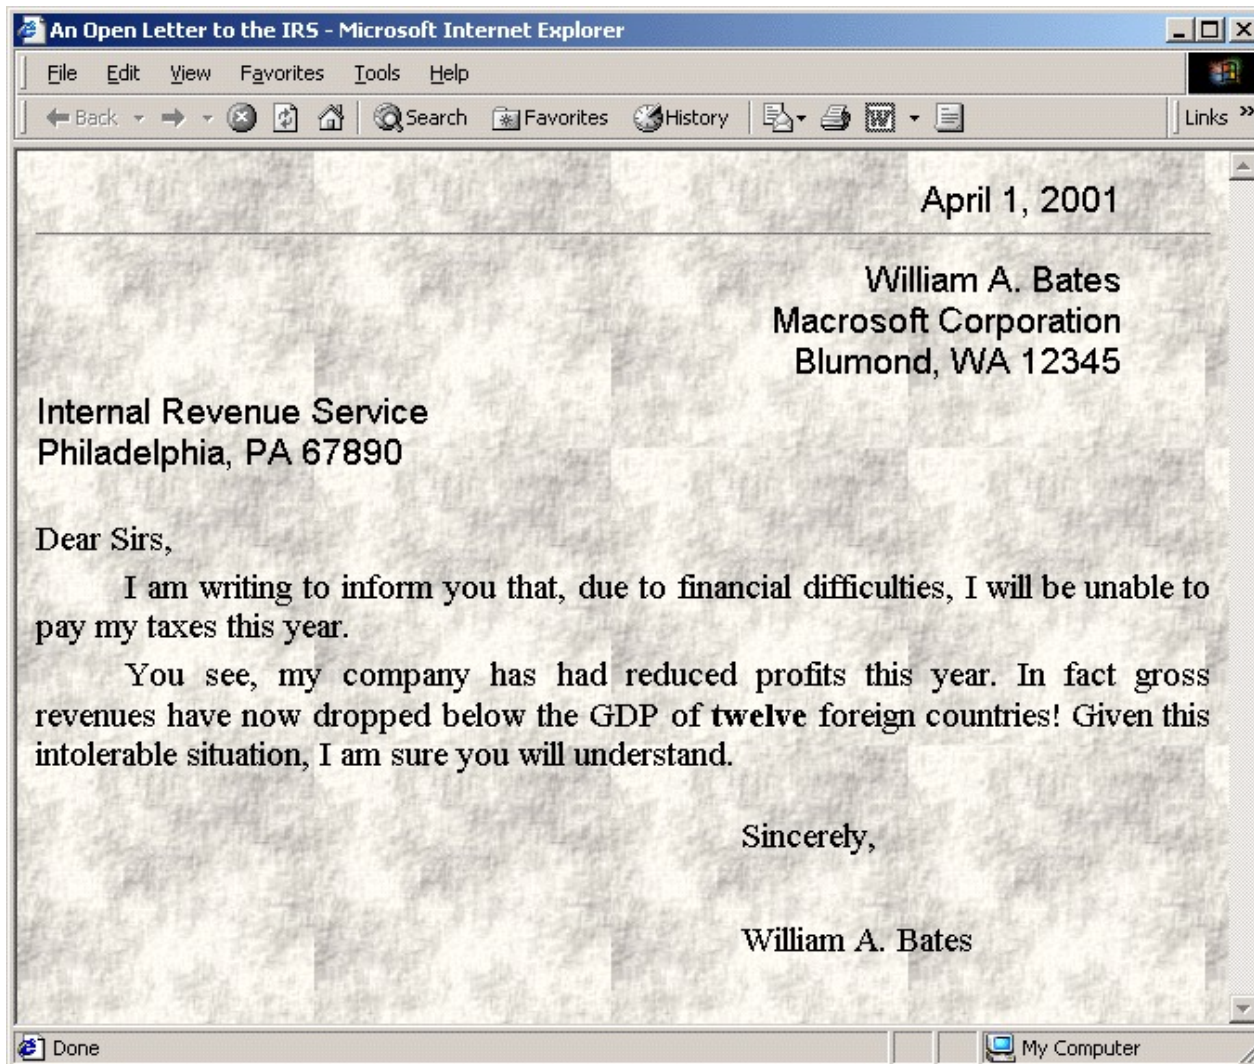 An Open Letter to the IRS - Microsoft Internet Explorer
File Edit View Favorites Tools Help
Back Search Favorites History Links
April 1, 2001
William A. Bates
Macrosoft Corporation
Blumond, WA 12345
Internal Revenue Service
Philadelphia, PA 67890
Dear Sirs,
I am writing to inform you that, due to financial difficulties, I will be unable to
pay my taxes this year.
You see, my company has had reduced profits this year. In fact gross
revenues have now dropped below the GDP of twelve foreign countries! Given this
intolerable situation, I am sure you will understand.
Sincerely,
William A. Bates
Done My Computer